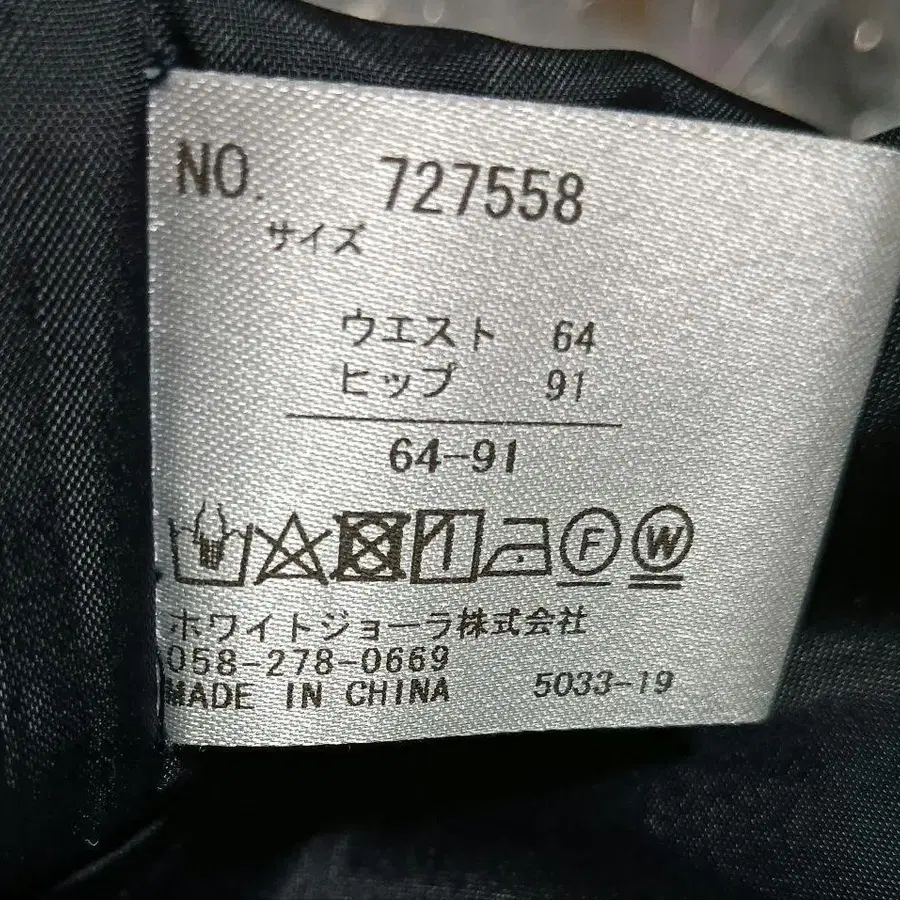 NO. 727558
サイズ
ウエスト 64
ヒップ 91
64-91
F W
ホワイトジョーラ株式会社
058-278-0669
MADE IN CHINA 5033-19